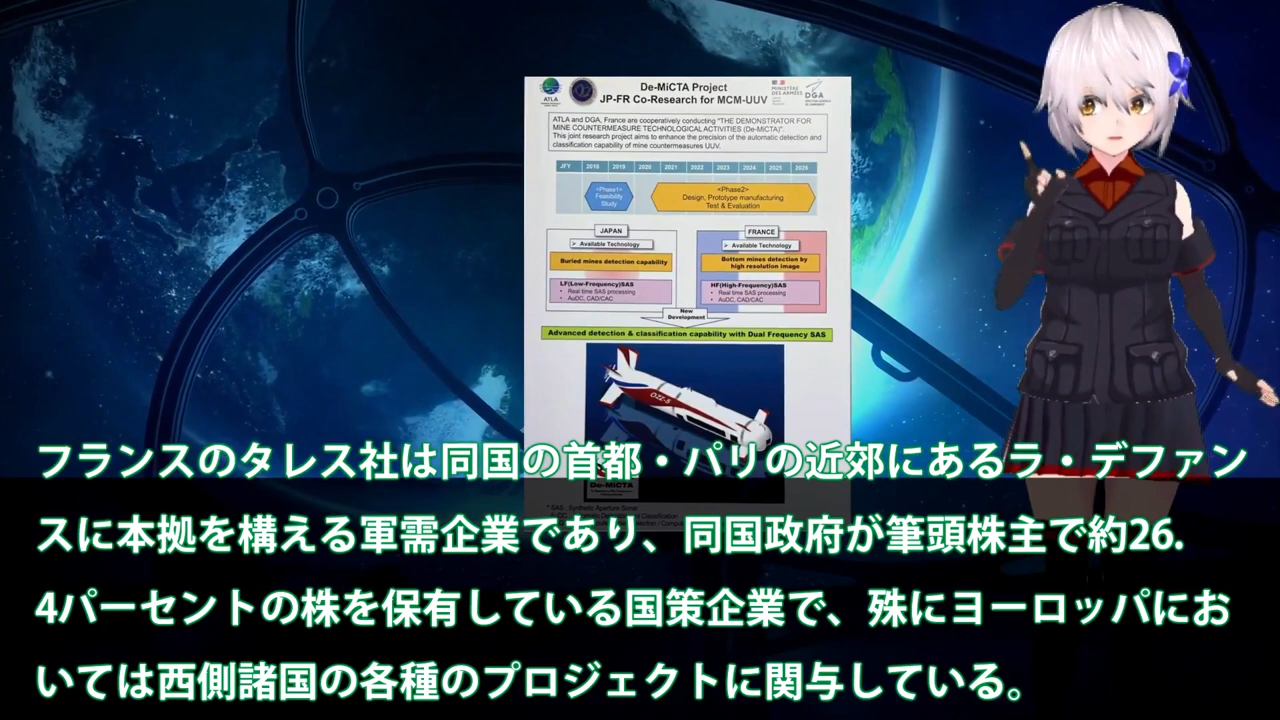 De-MiCTA Project
JP-FR Co-Research for MCM-UUV
ATLA
MINISTÈRE
DES ARMÉES
DGA
ATLA and DGA, France are cooperatively conducting "THE DEMONSTRATOR FOR
MINE COUNTERMEASURE TECHNOLOGICAL ACTIVITIES (De-MiCTA)".
This joint research project aims to enhance the precision of the automatic detection and
classification capability of mine countermeasures UUV.
JFY 2018 2019 2020 2021 2022 2023 2024 2025 2026
<Phase1>
Feasibility
Study
<Phase2>
Design, Prototype manufacturing
Test & Evaluation
JAPAN
➢ Available Technology
Buried mines detection capability
LF(Low-Frequency)SAS
• Real time SAS processing
• AuDC, CAD/CAC
FRANCE
➢ Available Technology
Bottom mines detection by
high resolution image
HF(High-Frequency)SAS
• Real time SAS processing
• AuDC, CAD/CAC
New
Development
Advanced detection & classification capability with Dual Frequency SAS
OZZ-5
De-MiCTA
* SAS : Synthetic Aperture Sonar
フランスのタレス社は同国の首都・パリの近郊にあるラ・デファン
スに本拠を構える軍需企業であり、同国政府が筆頭株主で約26.
4パーセントの株を保有している国策企業で、殊にヨーロッパにお
いては西側諸国の各種のプロジェクトに関与している。